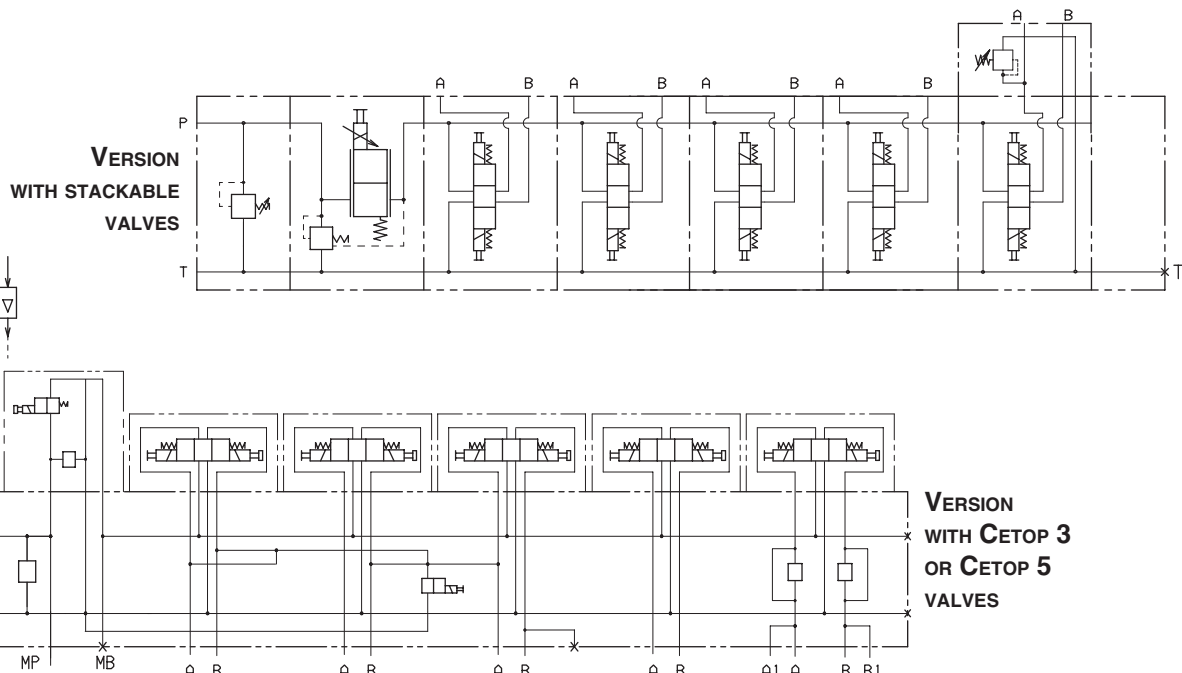 A B
A B A B A B A B
P
VERSION
WITH STACKABLE
VALVES
T
T
VERSION
WITH CETOP 3
OR CETOP 5
VALVES
MP MB
A B A B A B A B A1 A B B1